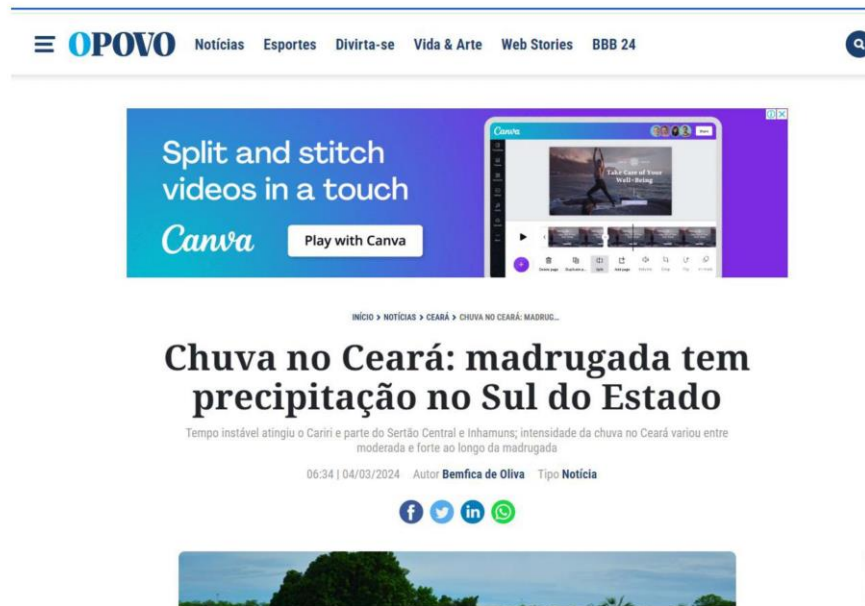 OPOVO Notícias Esportes Divirta-se Vida & Arte Web Stories BBB 24
Split and stitch
videos in a touch
Canva Play with Canva
Canva
Take Care of Your
Well-Being
INÍCIO > NOTÍCIAS > CEARÁ > CHUVA NO CEARÁ: MADRUG...
Chuva no Ceará: madrugada tem
precipitação no Sul do Estado
Tempo instável atingiu o Cariri e parte do Sertão Central e Inhamuns; intensidade da chuva no Ceará variou entre
moderada e forte ao longo da madrugada
06:34 | 04/03/2024 Autor Bemfica de Oliva Tipo Notícia